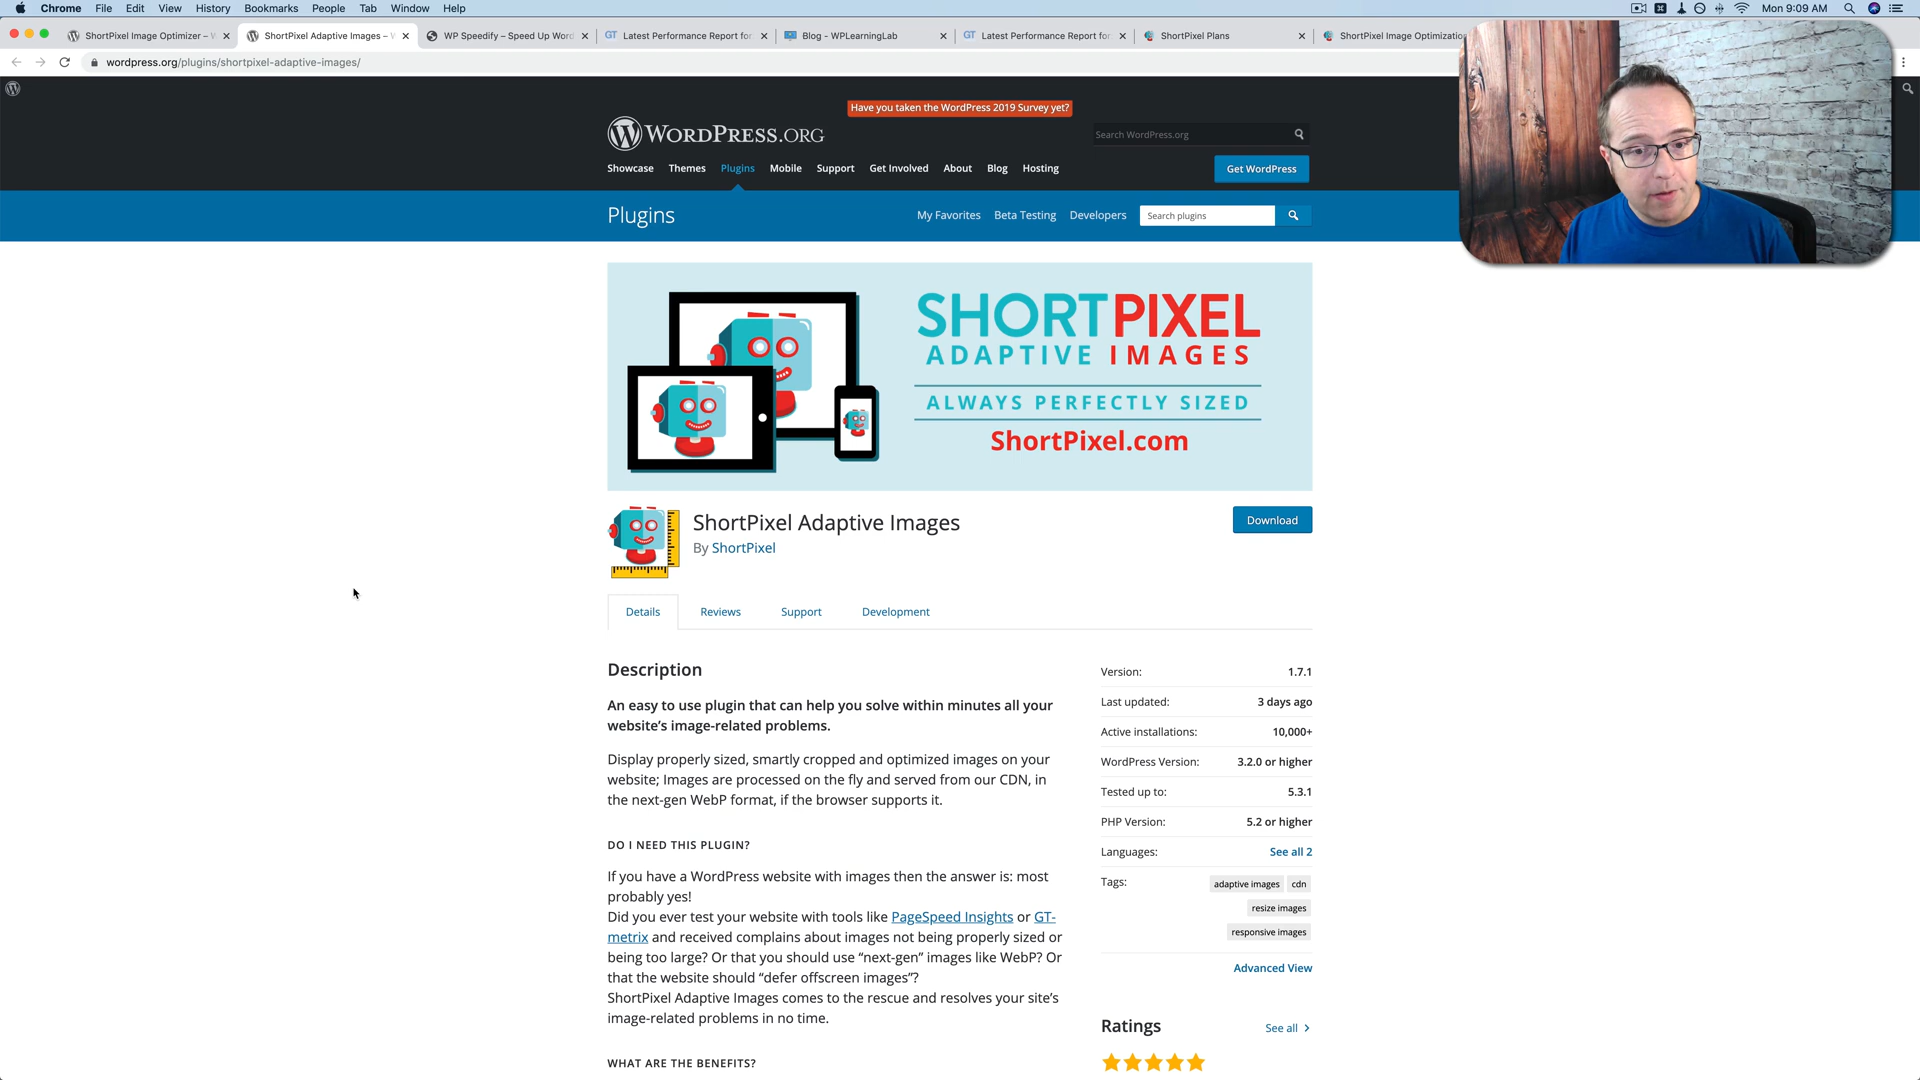 Chrome File Edit View History Bookmarks People Tab Window Help
Mon 9:09 AM
ShortPixel Image Optimizer –
ShortPixel Adaptive Images –
WP Speedify – Speed Up Word
GT Latest Performance Report for
Blog - WPLearningLab
GT Latest Performance Report for
ShortPixel Plans
ShortPixel Image Optimizatio
wordpress.org/plugins/shortpixel-adaptive-images/
Have you taken the WordPress 2019 Survey yet?
WORDPRESS.ORG
Search WordPress.org
Showcase Themes Plugins Mobile Support Get Involved About Blog Hosting
Get WordPress
Plugins
My Favorites Beta Testing Developers
Search plugins
SHORTPIXEL
ADAPTIVE IMAGES
ALWAYS PERFECTLY SIZED
ShortPixel.com
ShortPixel Adaptive Images
By ShortPixel
Download
Details Reviews Support Development
Description
An easy to use plugin that can help you solve within minutes all your
website's image-related problems.
Display properly sized, smartly cropped and optimized images on your
website; Images are processed on the fly and served from our CDN, in
the next-gen WebP format, if the browser supports it.
DO I NEED THIS PLUGIN?
If you have a WordPress website with images then the answer is: most
probably yes!
Did you ever test your website with tools like PageSpeed Insights or GT-
metrix and received complains about images not being properly sized or
being too large? Or that you should use “next-gen” images like WebP? Or
that the website should “defer offscreen images”?
ShortPixel Adaptive Images comes to the rescue and resolves your site's
image-related problems in no time.
WHAT ARE THE BENEFITS?
Version: 1.7.1
Last updated: 3 days ago
Active installations: 10,000+
WordPress Version: 3.2.0 or higher
Tested up to: 5.3.1
PHP Version: 5.2 or higher
Languages: See all 2
Tags: adaptive images cdn
resize images
responsive images
Advanced View
Ratings
See all